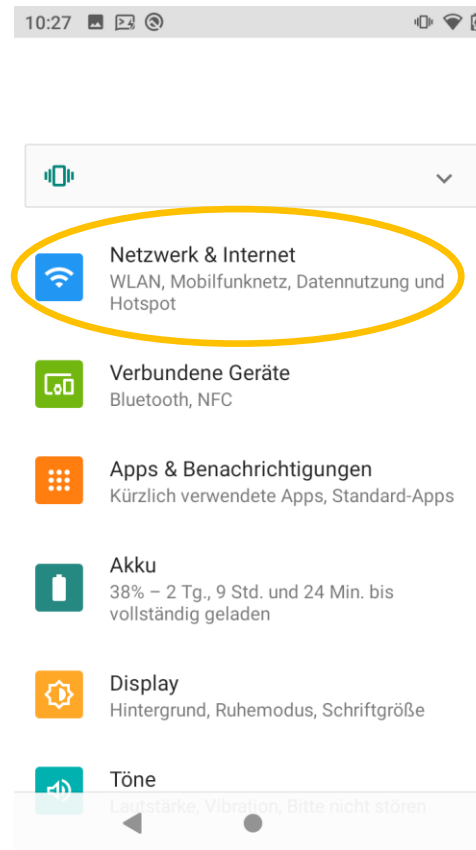 10:27
Netzwerk & Internet
WLAN, Mobilfunknetz, Datennutzung und
Hotspot
Verbundene Geräte
Bluetooth, NFC
Apps & Benachrichtigungen
Kürzlich verwendete Apps, Standard-Apps
Akku
38% – 2 Tg., 9 Std. und 24 Min. bis
vollständig geladen
Display
Hintergrund, Ruhemodus, Schriftgröße
Töne
Lautstärke, Vibration, Bitte nicht stören